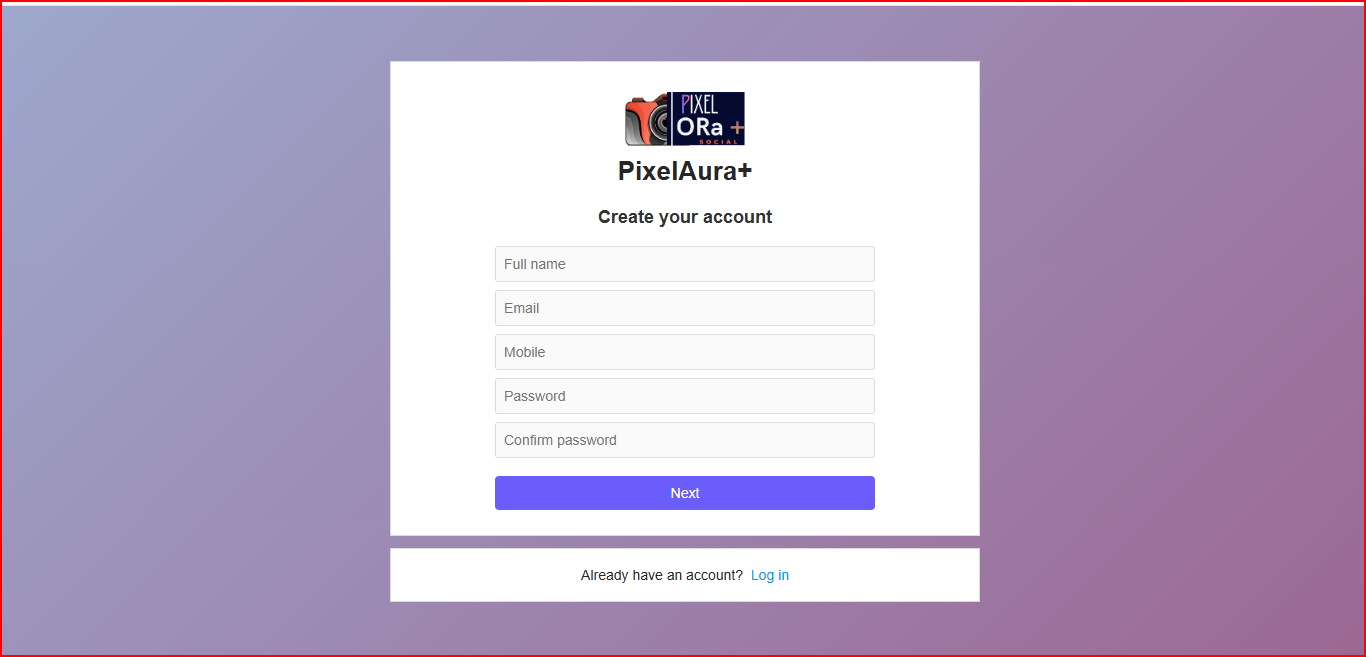 PIXEL
ORa +
SOCIAL
PixelAura+
Create your account
Full name
Email
Mobile
Password
Confirm password
Next
Already have an account? Log in